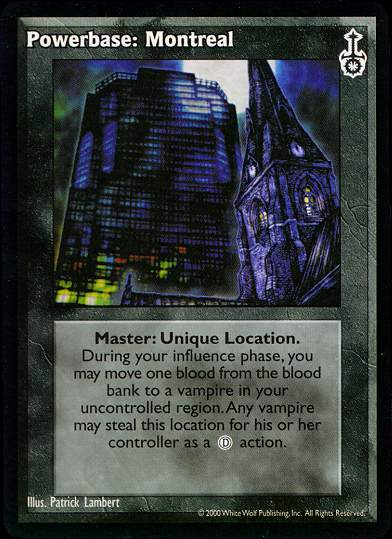 Powerbase: Montreal
Master: Unique Location.
During your influence phase, you
may move one blood from the blood
bank to a vampire in your
uncontrolled region. Any vampire
may steal this location for his or her
controller as a Ⓓ action.
Illus. Patrick Lambert
© 2000 White Wolf Publishing, Inc. All Rights Reserved.